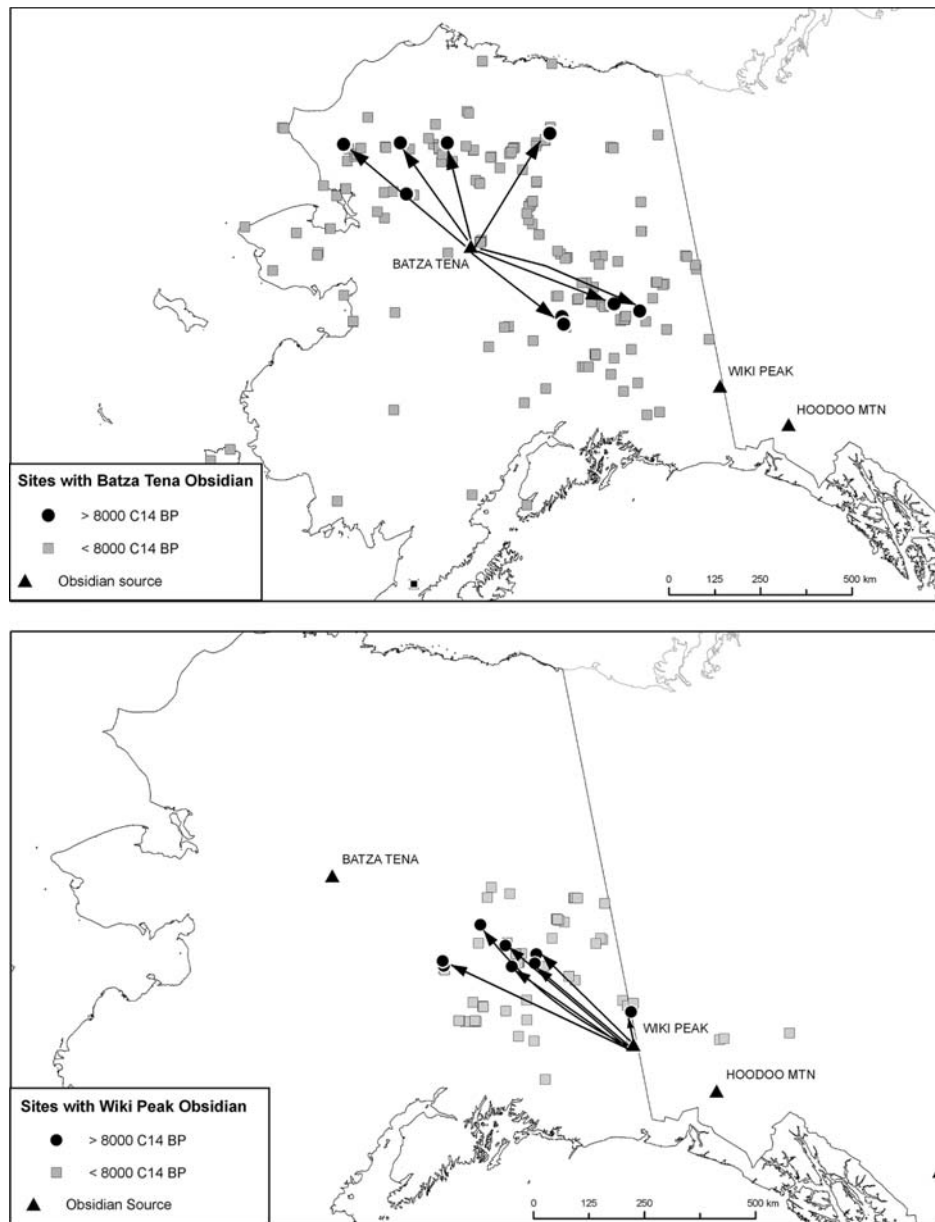 BATZA TENA
WIKI PEAK
HOODOO MTN
Sites with Batza Tena Obsidian
> 8000 C14 BP
< 8000 C14 BP
Obsidian source
0 125 250 500 km
BATZA TENA
WIKI PEAK
HOODOO MTN
Sites with Wiki Peak Obsidian
> 8000 C14 BP
< 8000 C14 BP
Obsidian Source
0 125 250 500 km